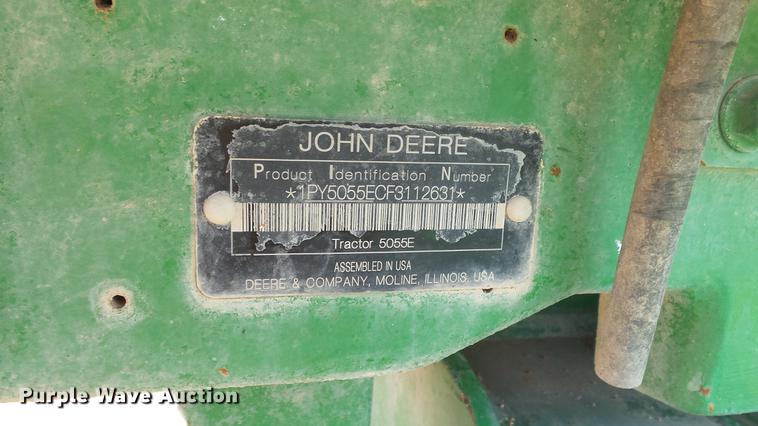 JOHN DEERE
Product Identification Number
*1PY5055ECF3112631*
Tractor 5055E
ASSEMBLED IN USA
DEERE & COMPANY, MOLINE, ILLINOIS, USA
Purple Wave Auction®